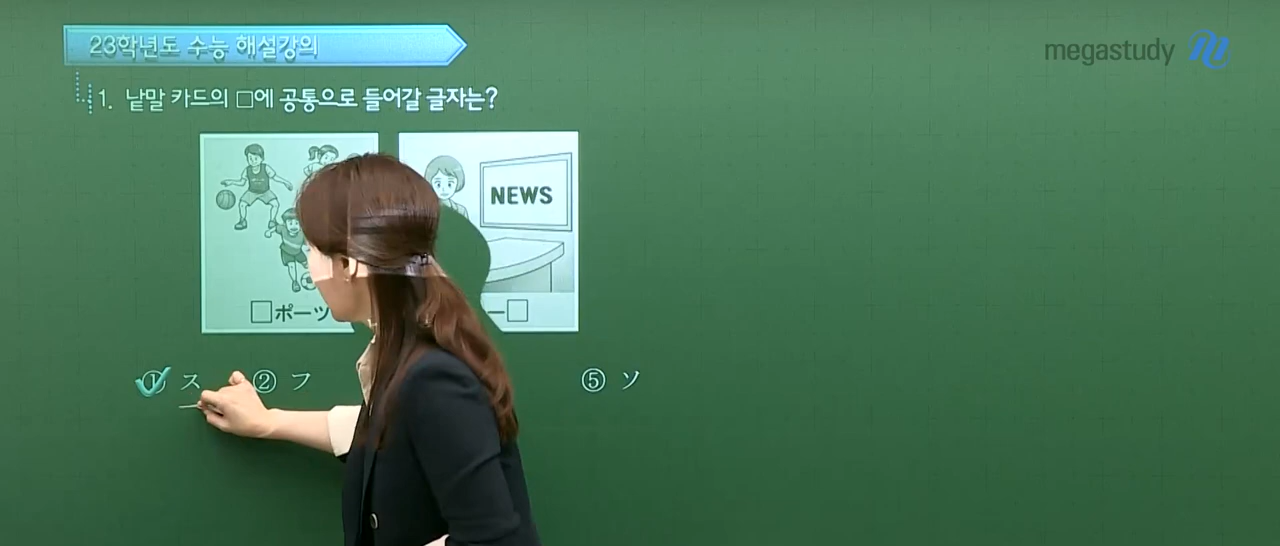 23학년도 수능 해설강의
megastudy
1. 낱말 카드의 □에 공통으로 들어갈 글자는?
NEWS
□ポーツ
ー□
① ス ② フ ⑤ ソ